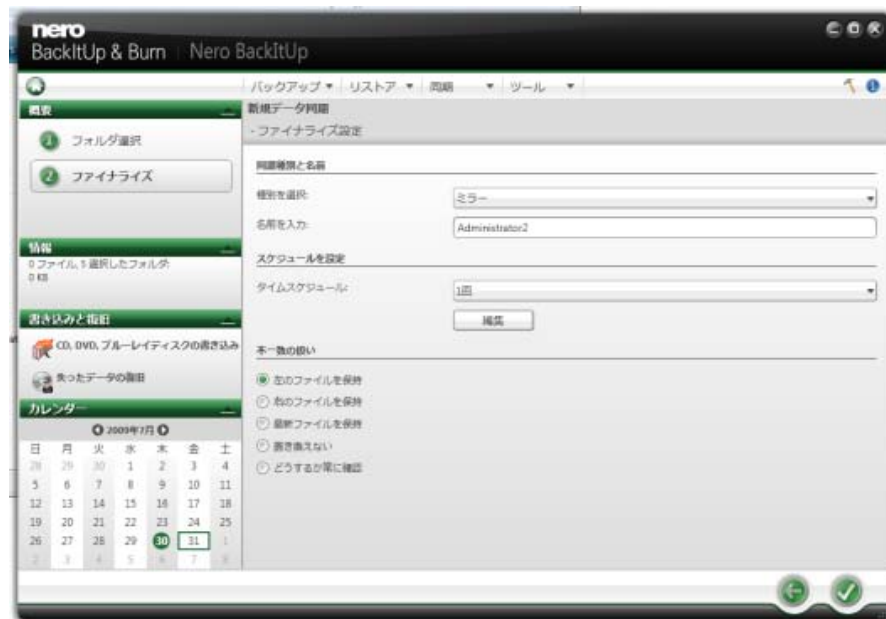 nero
BackItUp & Burn | Nero BackItUp
バックアップ リストア 同期 ツール
概要
1 フォルダ選択
2 ファイナライズ
情報
0 ファイル, 1 選択したフォルダ:
0 KB
書き込みと復旧
CD, DVD, ブルーレイディスクの書き込み
失ったデータの復旧
カレンダー
2009年7月
日 月 火 水 木 金 土
28 29 30 1 2 3 4
5 6 7 8 9 10 11
12 13 14 15 16 17 18
19 20 21 22 23 24 25
26 27 28 29 30 31 1
2 3 4 5 6 7 8
新規データ同期
- ファイナライズ設定
同期種別と名前
種別を選択:
ミラー
名前を入力:
Administrator2
スケジュールを設定
タイムスケジュール:
1回
編集
不一致の扱い
左のファイルを保持
右のファイルを保持
最新ファイルを保持
書き換えない
どうするか常に確認